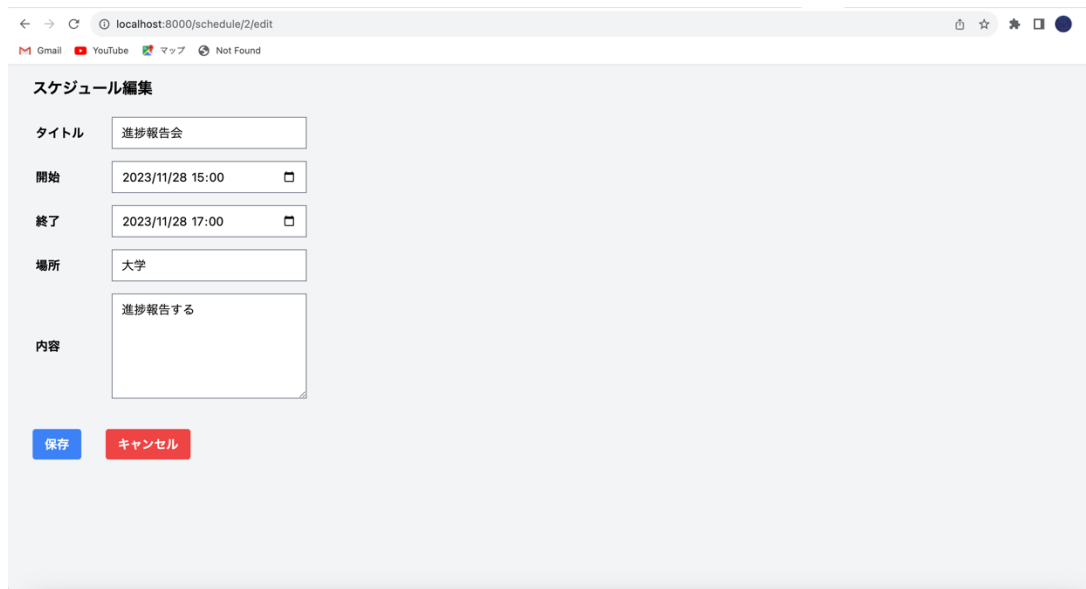 localhost:8000/schedule/2/edit
Gmail YouTube マップ Not Found
スケジュール編集
タイトル 進捗報告会
開始 2023/11/28 15:00
終了 2023/11/28 17:00
場所 大学
内容 進捗報告する
保存 キャンセル